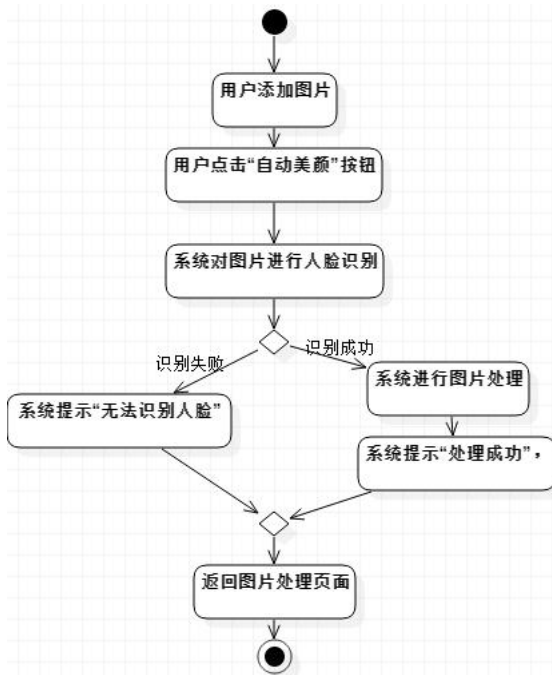 用户添加图片
用户点击“自动美颜”按钮
系统对图片进行人脸识别
识别失败
识别成功
系统进行图片处理
系统提示“无法识别人脸”
系统提示“处理成功”，
返回图片处理页面